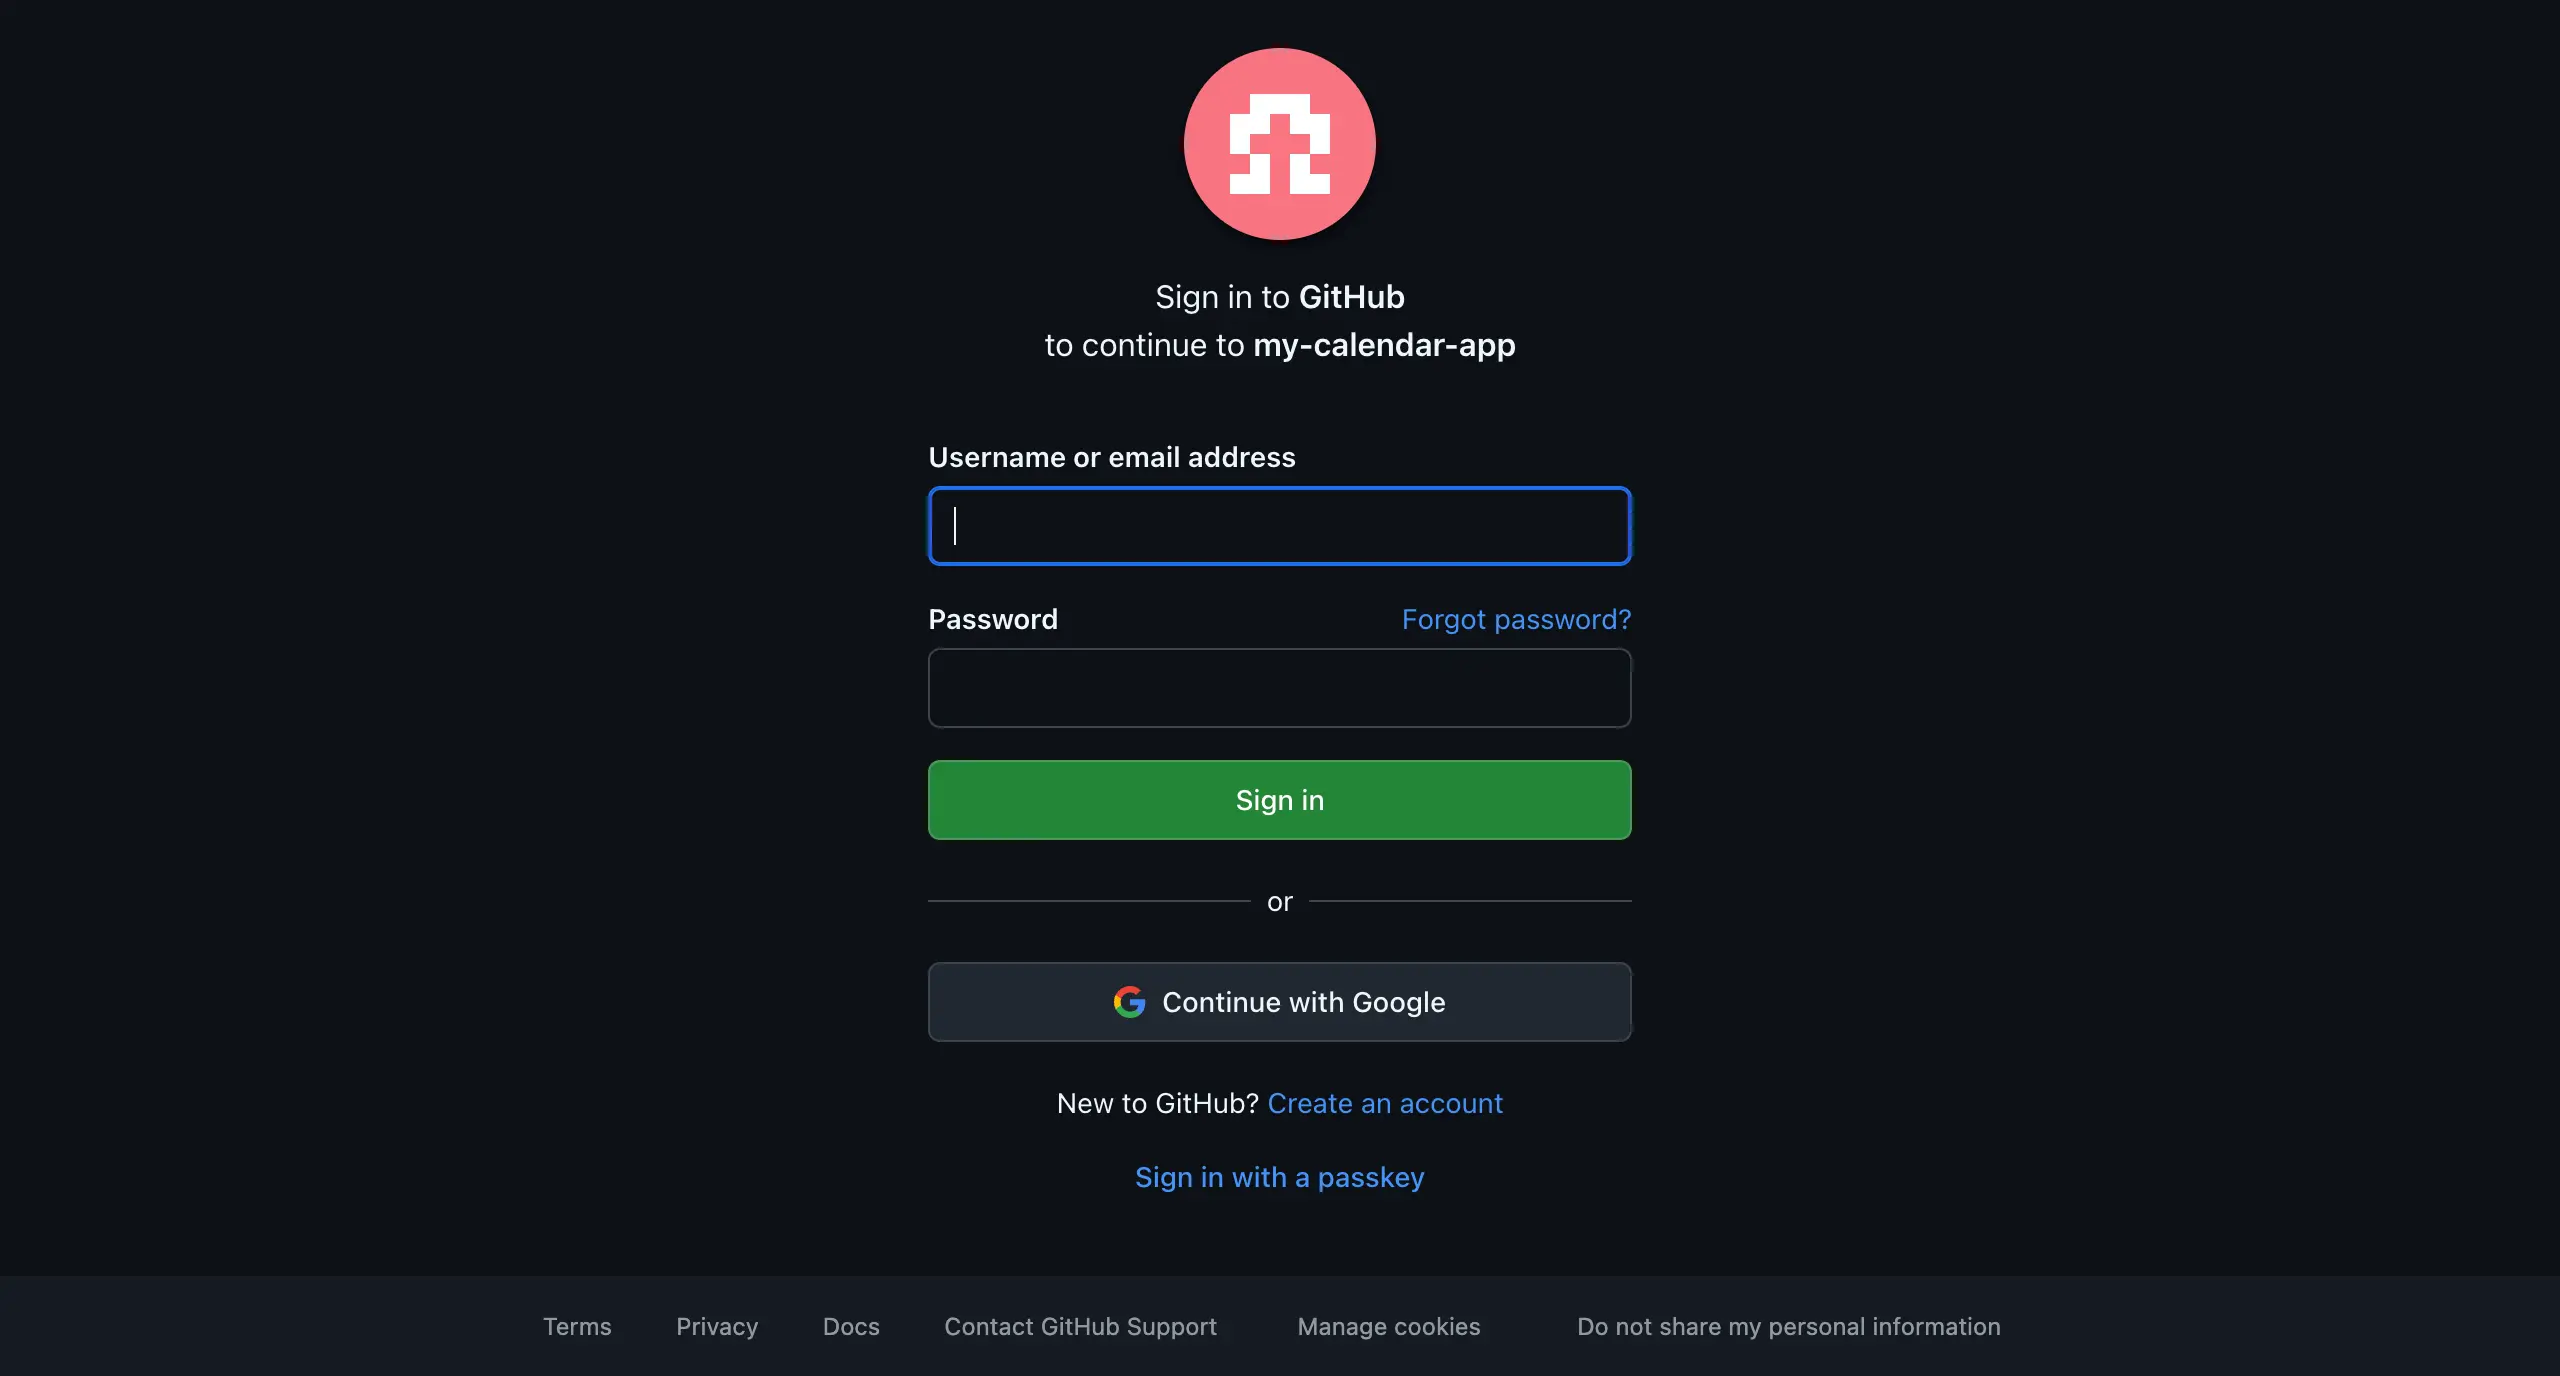 Sign in to GitHub
to continue to my-calendar-app
Username or email address
Password
Forgot password?
Sign in
or
Continue with Google
New to GitHub? Create an account
Sign in with a passkey
Terms
Privacy
Docs
Contact GitHub Support
Manage cookies
Do not share my personal information